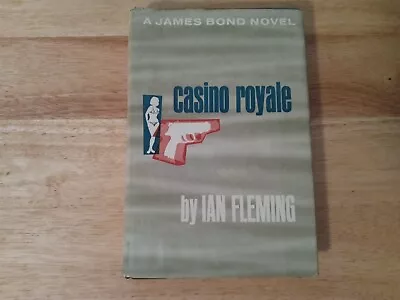 A JAMES BOND NOVEL
casino royale
by IAN FLEMING